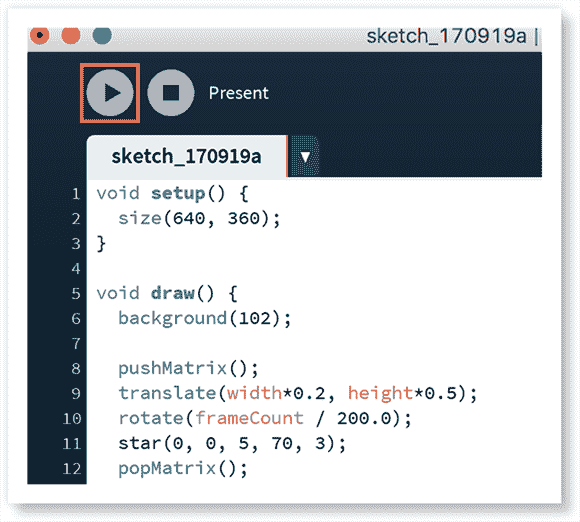 sketch_170919a |
Present
sketch_170919a
1 void setup() {
2 size(640, 360);
3 }
4
5 void draw() {
6 background(102);
7
8 pushMatrix();
9 translate(width*0.2, height*0.5);
10 rotate(frameCount / 200.0);
11 star(0, 0, 5, 70, 3);
12 popMatrix();